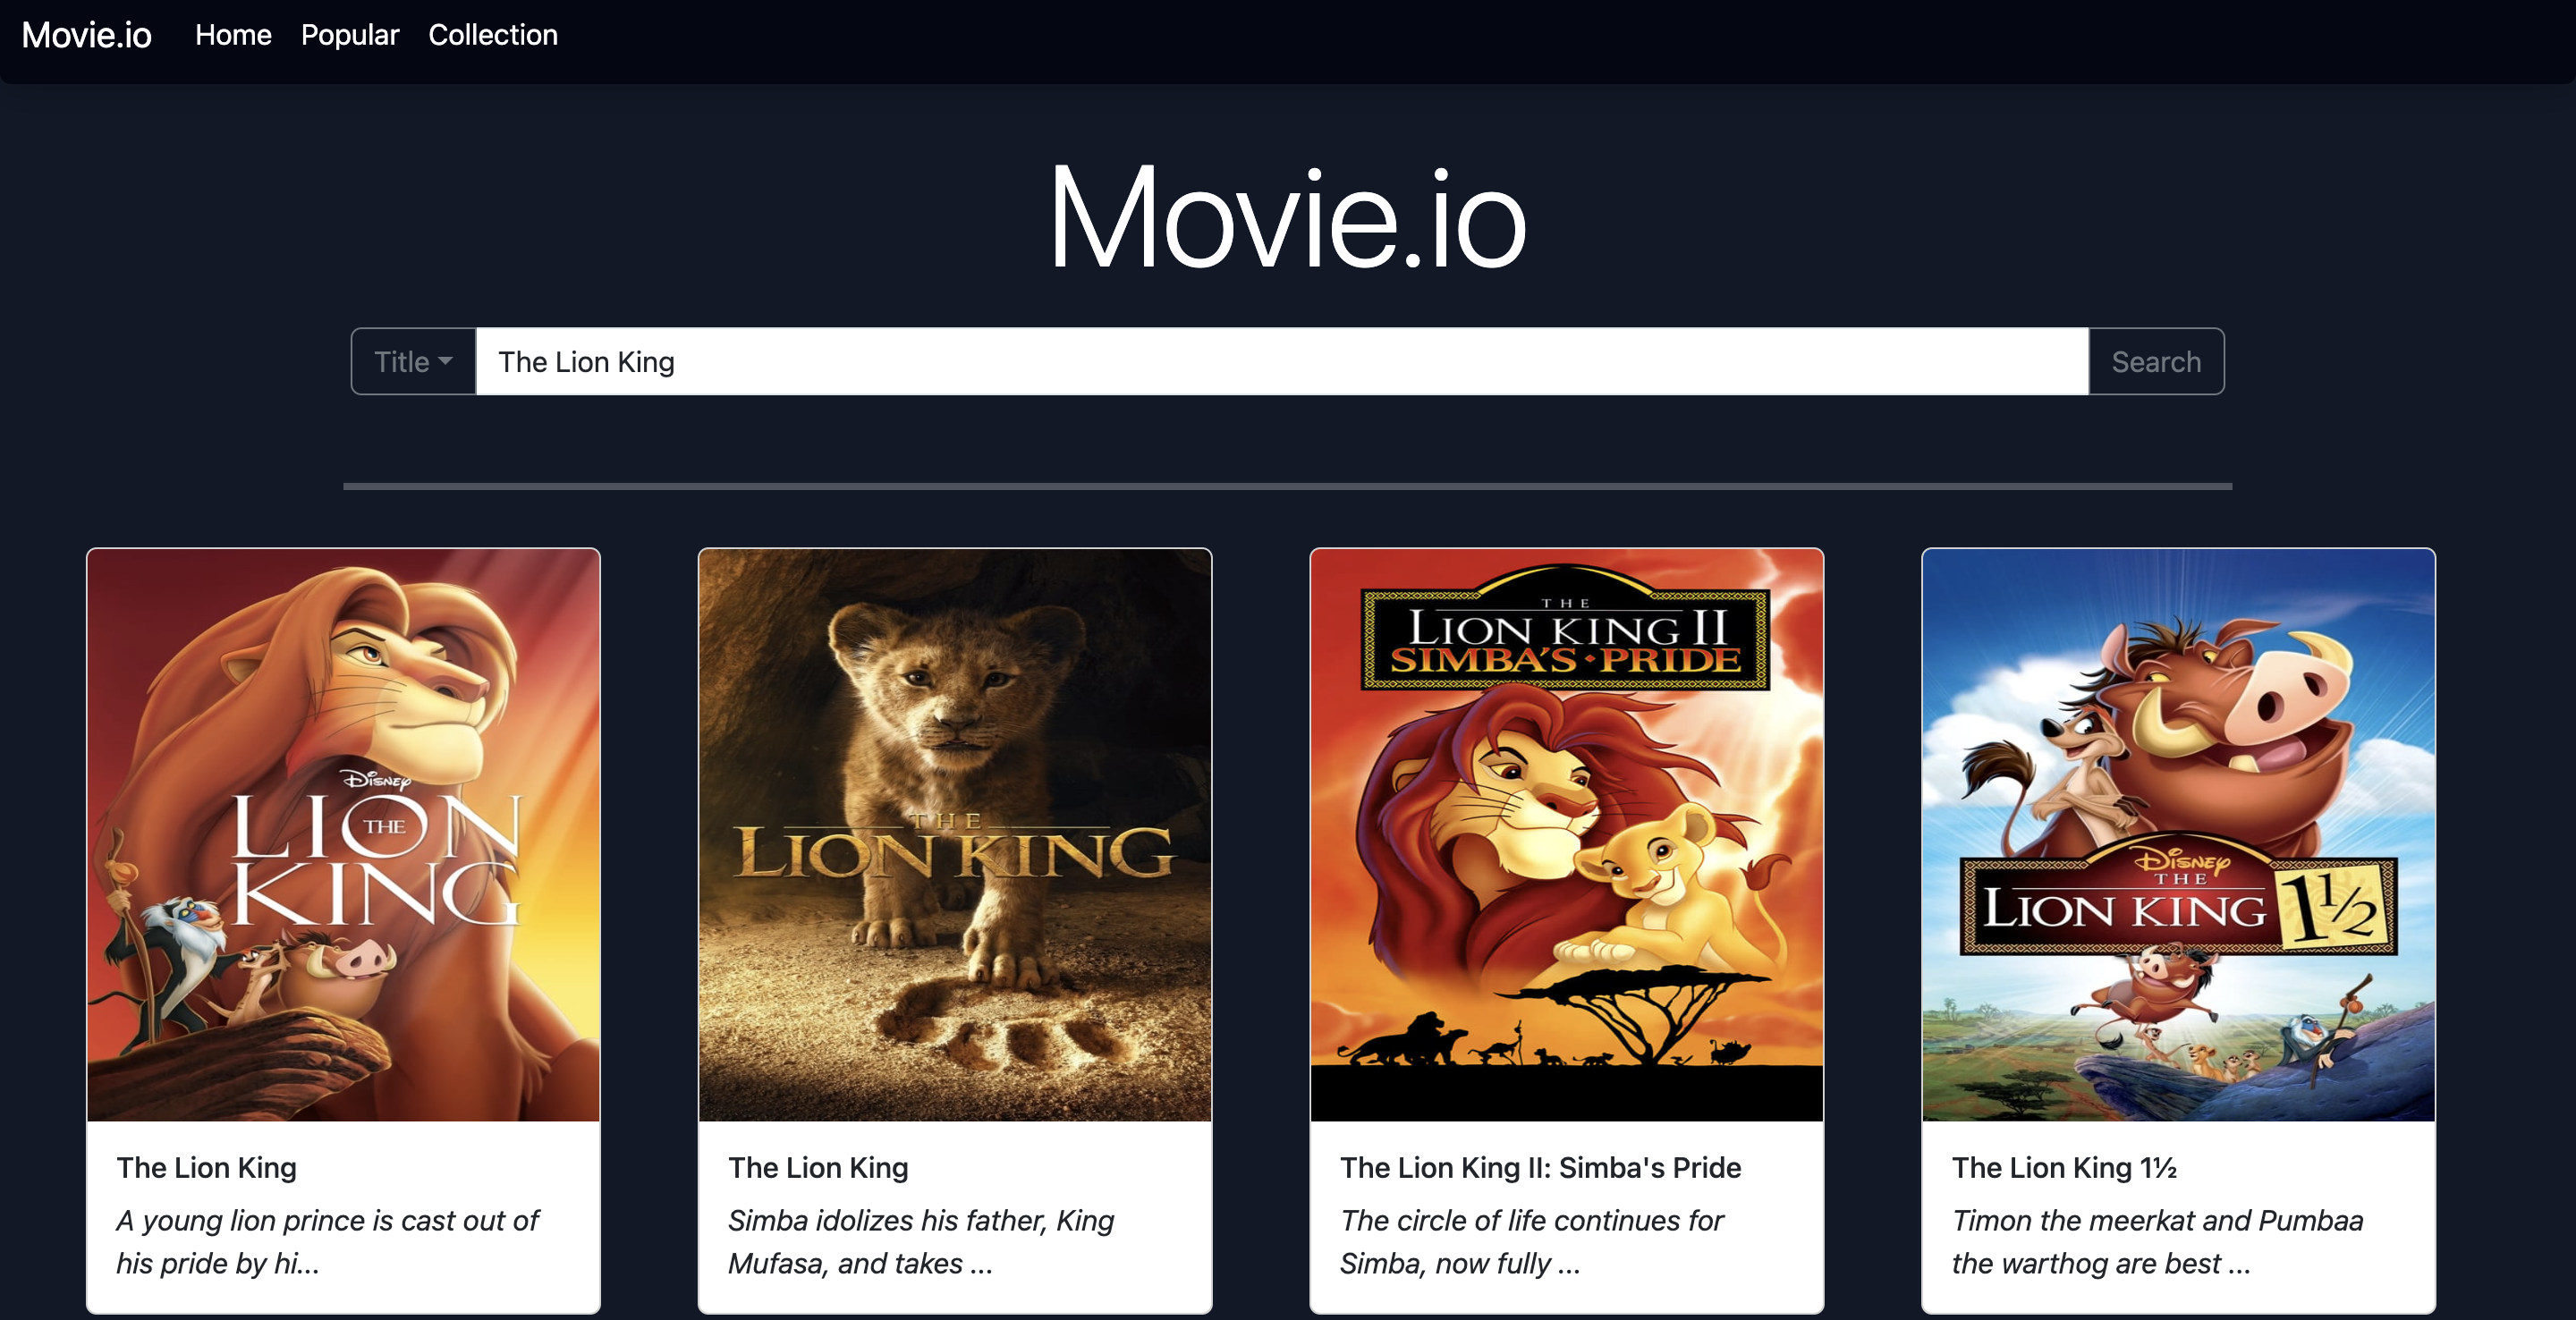 Movie.io Home Popular Collection
Movie.io
Title The Lion King Search
DISNEY
THE
LION
KING
THE
LION KING
THE
LION KING II
SIMBA'S • PRIDE
DISNEY
THE
LION KING 1½
The Lion King
A young lion prince is cast out of
his pride by hi...
The Lion King
Simba idolizes his father, King
Mufasa, and takes ...
The Lion King II: Simba's Pride
The circle of life continues for
Simba, now fully ...
The Lion King 1½
Timon the meerkat and Pumbaa
the warthog are best ...